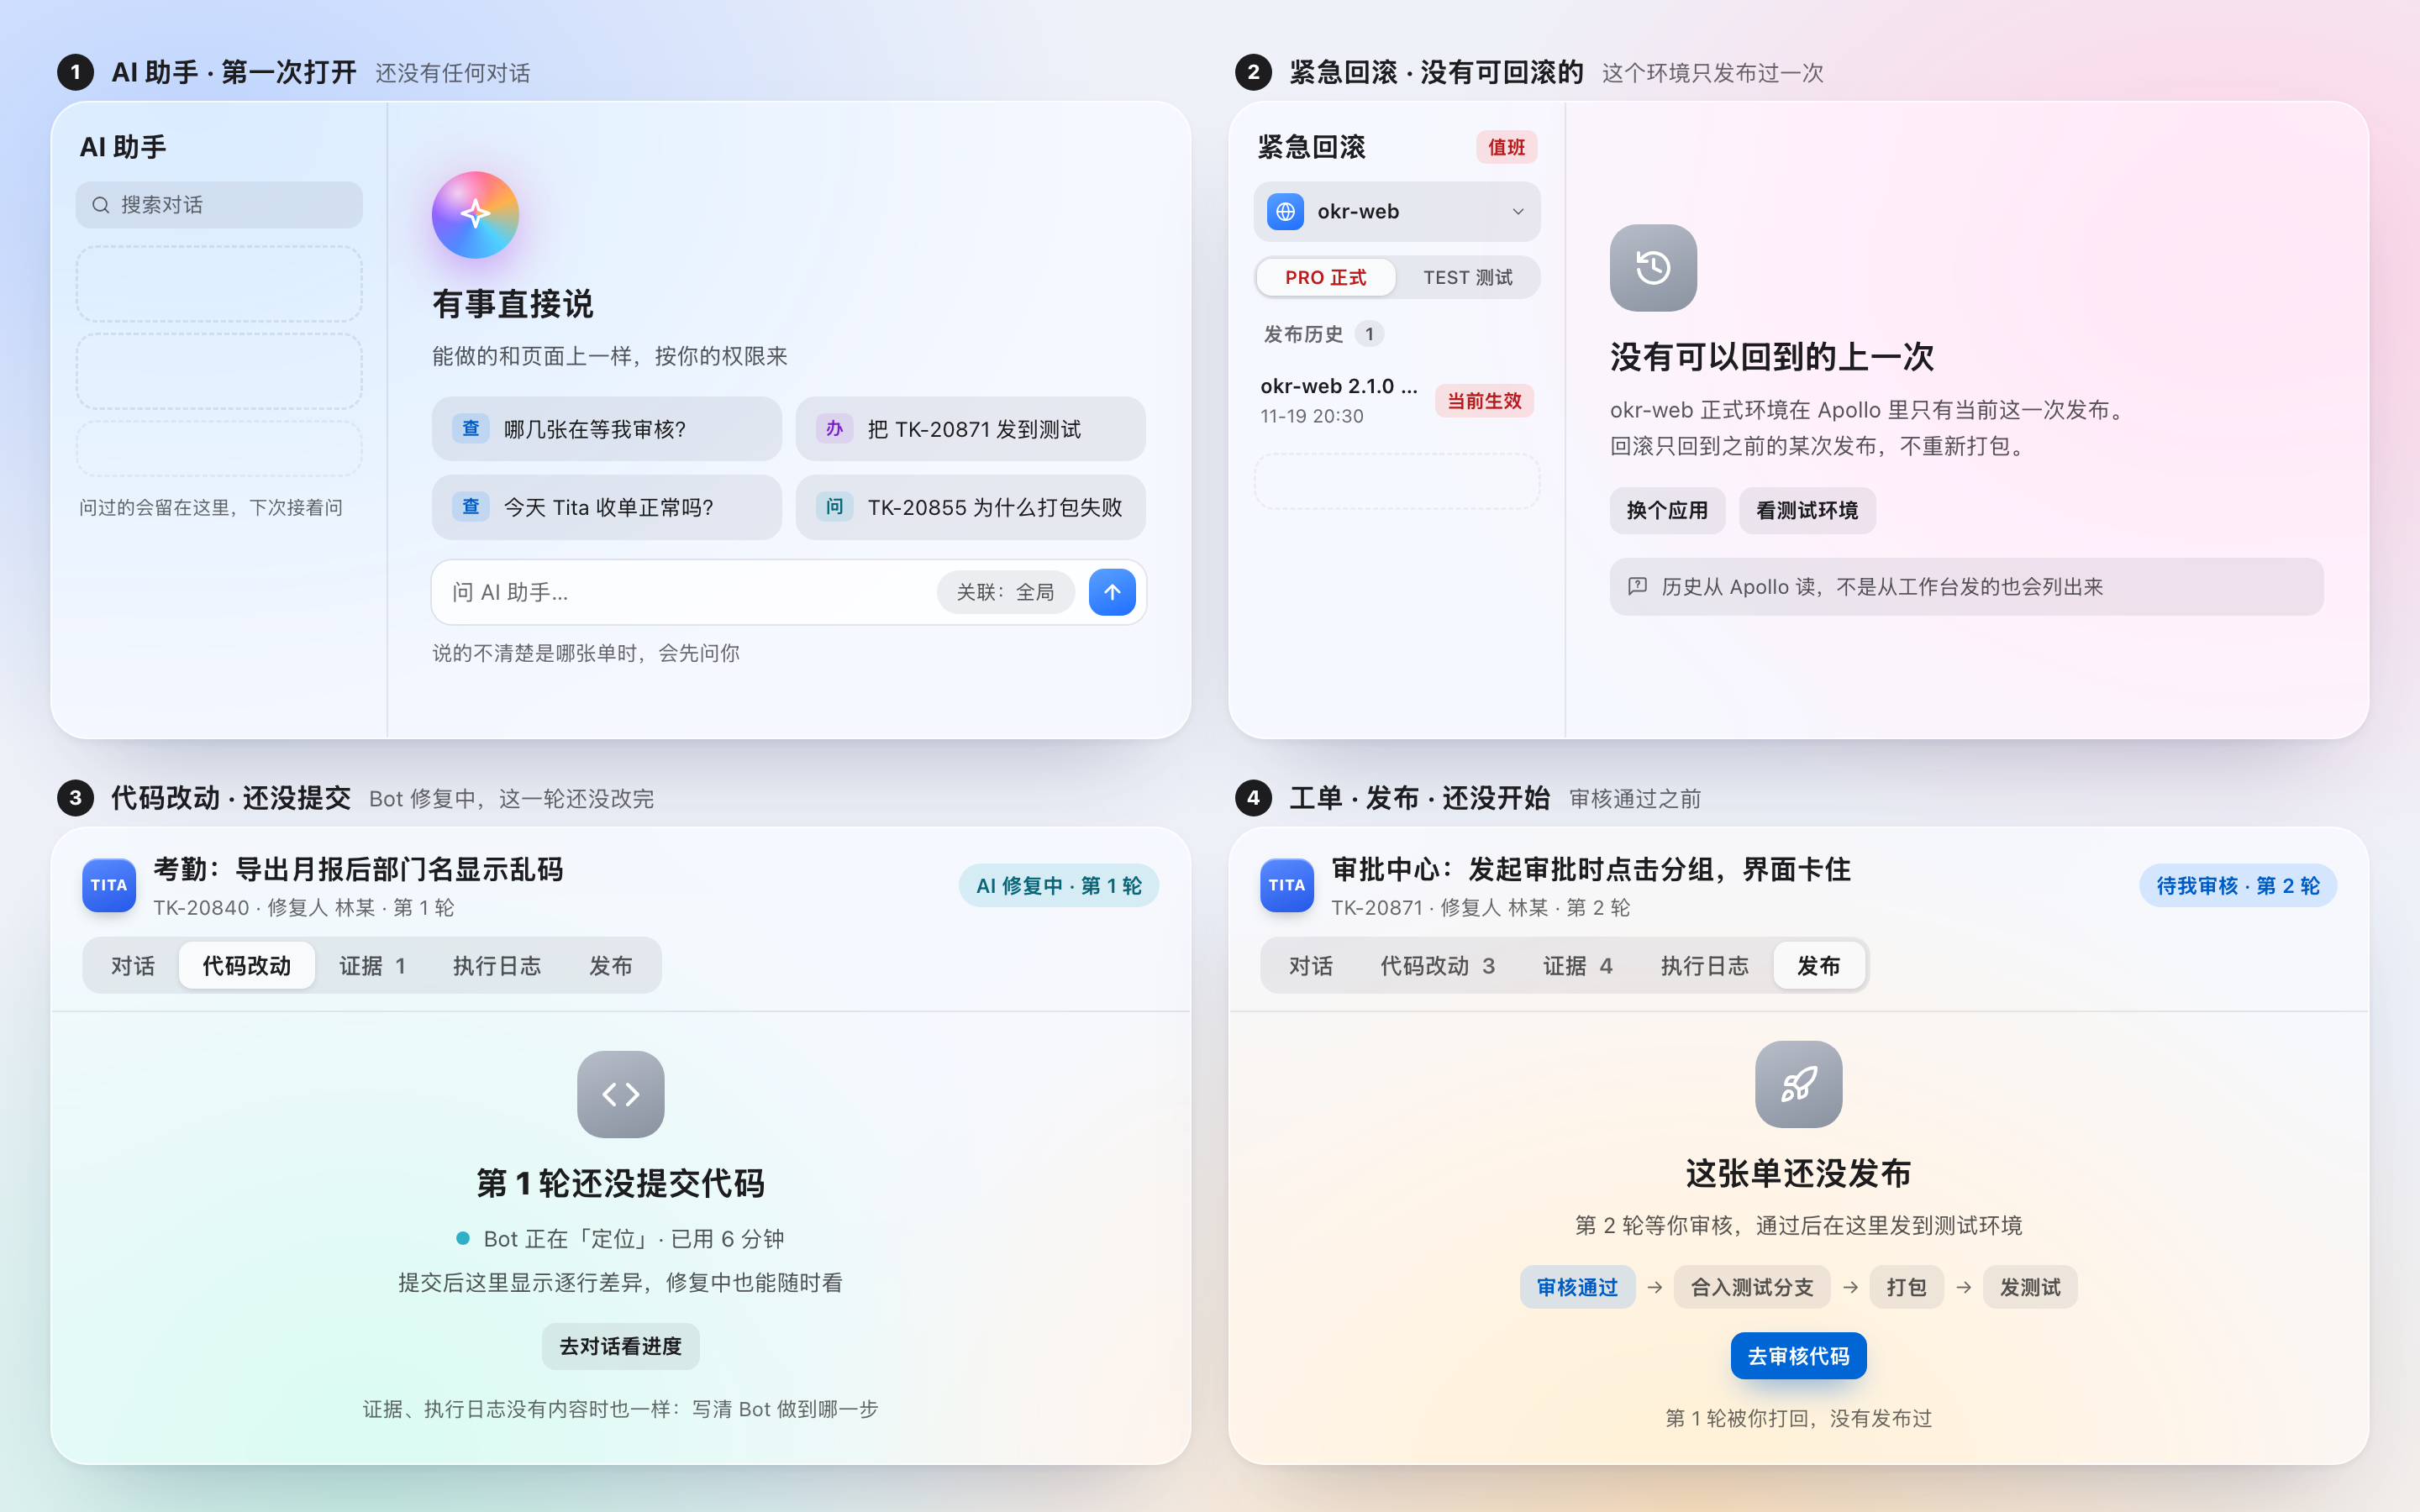 1 AI 助手 · 第一次打开 还没有任何对话
AI 助手
搜索对话
问过的会留在这里，下次接着问
有事直接说
能做的和页面上一样，按你的权限来
查 哪几张在等我审核?
办 把 TK-20871 发到测试
查 今天 Tita 收单正常吗?
问 TK-20855 为什么打包失败
问 AI 助手... 关联：全局
说的不清楚是哪张单时，会先问你
2 紧急回滚 · 没有可回滚的 这个环境只发布过一次
紧急回滚 值班
okr-web
PRO 正式 TEST 测试
发布历史 1
okr-web 2.1.0 ...
11-19 20:30
当前生效
没有可以回到的上一次
okr-web 正式环境在 Apollo 里只有当前这一次发布。
回滚只回到之前的某次发布，不重新打包。
换个应用 看测试环境
历史从 Apollo 读，不是从工作台发的也会列出来
3 代码改动 · 还没提交 Bot 修复中，这一轮还没改完
TITA
考勤：导出月报后部门名显示乱码
TK-20840 · 修复人 林某 · 第 1 轮
AI 修复中 · 第 1 轮
对话 代码改动 证据 1 执行日志 发布
第 1 轮还没提交代码
Bot 正在「定位」· 已用 6 分钟
提交后这里显示逐行差异，修复中也能随时看
去对话看进度
证据、执行日志没有内容时也一样：写清 Bot 做到哪一步
4 工单 · 发布 · 还没开始 审核通过之前
TITA
审批中心：发起审批时点击分组，界面卡住
TK-20871 · 修复人 林某 · 第 2 轮
待我审核 · 第 2 轮
对话 代码改动 3 证据 4 执行日志 发布
这张单还没发布
第 2 轮等你审核，通过后在这里发到测试环境
审核通过 → 合入测试分支 → 打包 → 发测试
去审核代码
第 1 轮被你打回，没有发布过